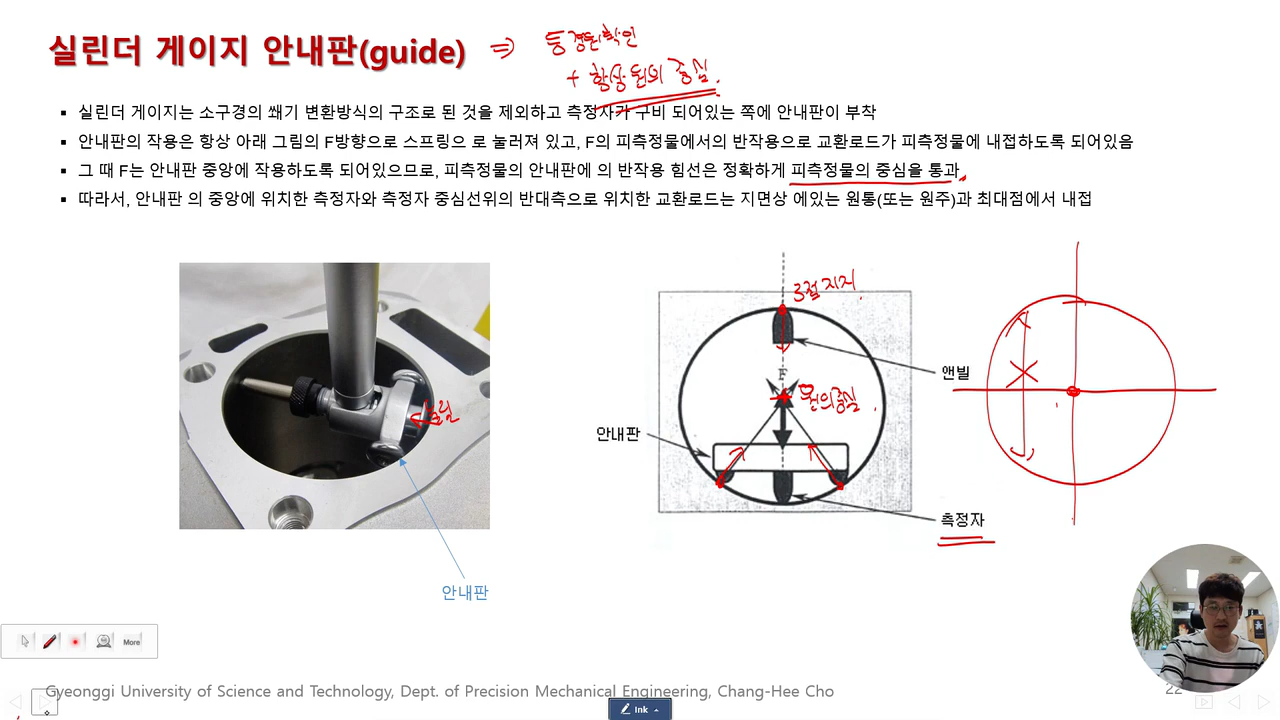 실린더 게이지 안내판(guide) ⇒ 동경원확인
+ 항상 원의 중심.
▪ 실린더 게이지는 소구경의 쐐기 변환방식의 구조로 된 것을 제외하고 측정자가 구비 되어있는 쪽에 안내판이 부착
▪ 안내판의 작용은 항상 아래 그림의 F방향으로 스프링으 로 눌러져 있고, F의 피측정물에서의 반작용으로 교환로드가 피측정물에 내접하도록 되어있음
▪ 그 때 F는 안내판 중앙에 작용하도록 되어있으므로, 피측정물의 안내판에 의 반작용 힘선은 정확하게 피측정물의 중심을 통과
▪ 따라서, 안내판 의 중앙에 위치한 측정자와 측정자 중심선위의 반대측으로 위치한 교환로드는 지면상 에있는 원통(또는 원주)과 최대점에서 내접
3점 지지.
F
앤빌
원의중심.
눌림
안내판
측정자
안내판
More
Gyeonggi University of Science and Technology, Dept. of Precision Mechanical Engineering, Chang-Hee Cho
22
Ink